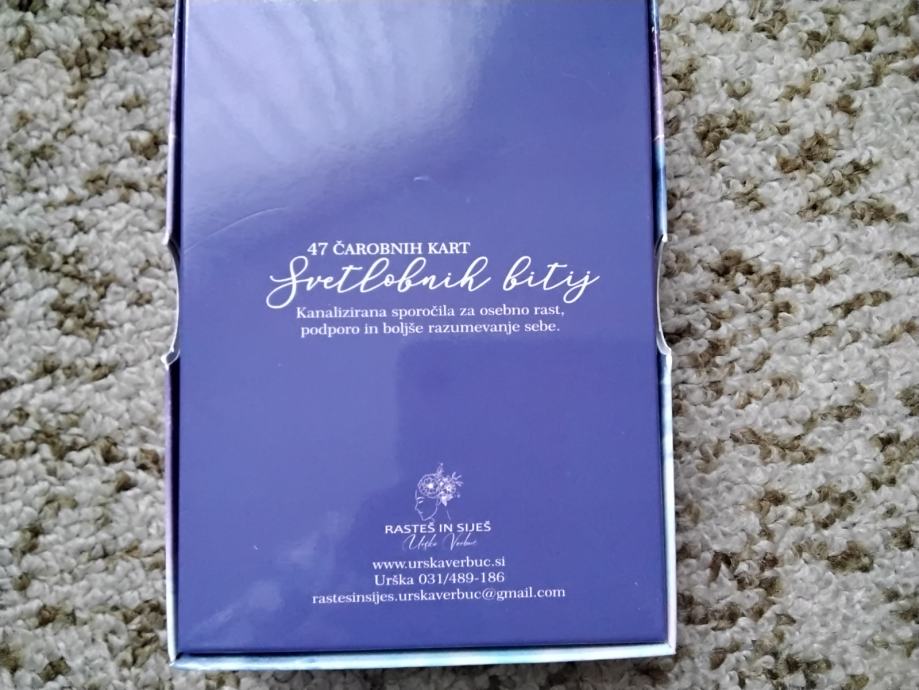 47 ČAROBNIH KART
Svetlobnih bitij
Kanalizirana sporočila za osebno rast,
podporo in boljše razumevanje sebe.
RASTEŠ IN SIJEŠ
Urška Verbuc
www.urskaverbuc.si
Urška 031/489-186
rastesinsijes.urskaverbuc@gmail.com